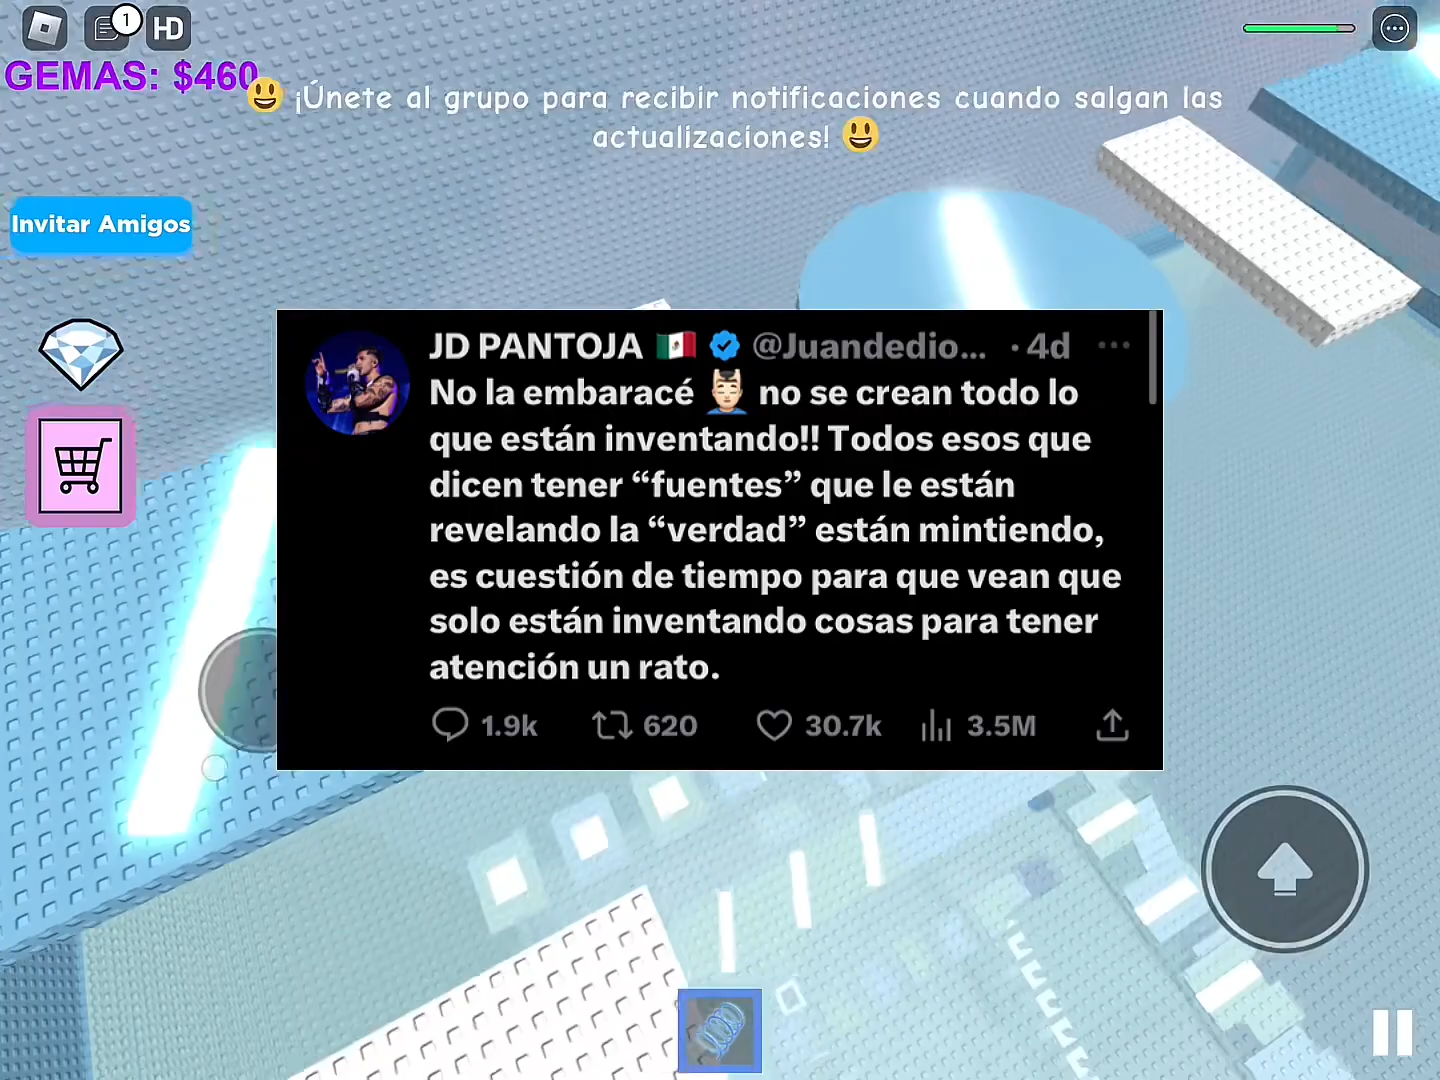 1
HD
GEMAS: $460
😃 ¡Únete al grupo para recibir notificaciones cuando salgan las
actualizaciones! 😃
Invitar Amigos
JD PANTOJA 🇲🇽 @Juandedio... · 4d ...
No la embaracé 💆🏻‍♂️ no se crean todo lo
que están inventando!! Todos esos que
dicen tener “fuentes” que le están
revelando la “verdad” están mintiendo,
es cuestión de tiempo para que vean que
solo están inventando cosas para tener
atención un rato.
1.9k 620 30.7k 3.5M